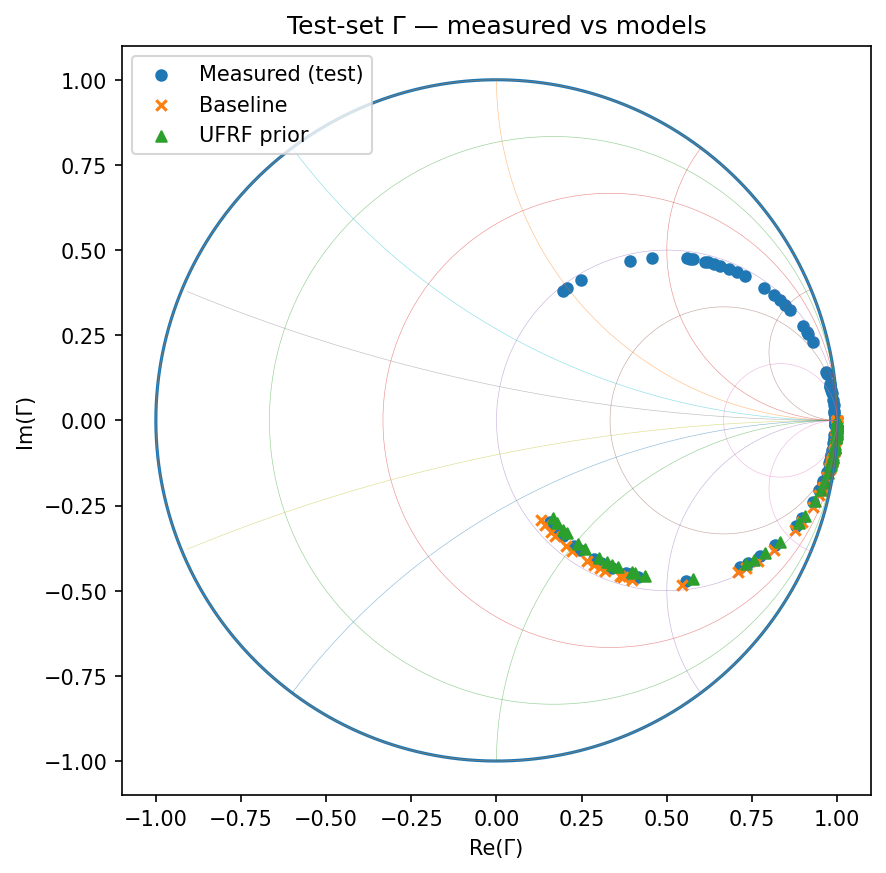 Test-set Γ — measured vs models
Measured (test)
Baseline
UFRF prior
1.00
0.75
0.50
0.25
0.00
−0.25
−0.50
−0.75
−1.00
Im(Γ)
−1.00 −0.75 −0.50 −0.25 0.00 0.25 0.50 0.75 1.00
Re(Γ)